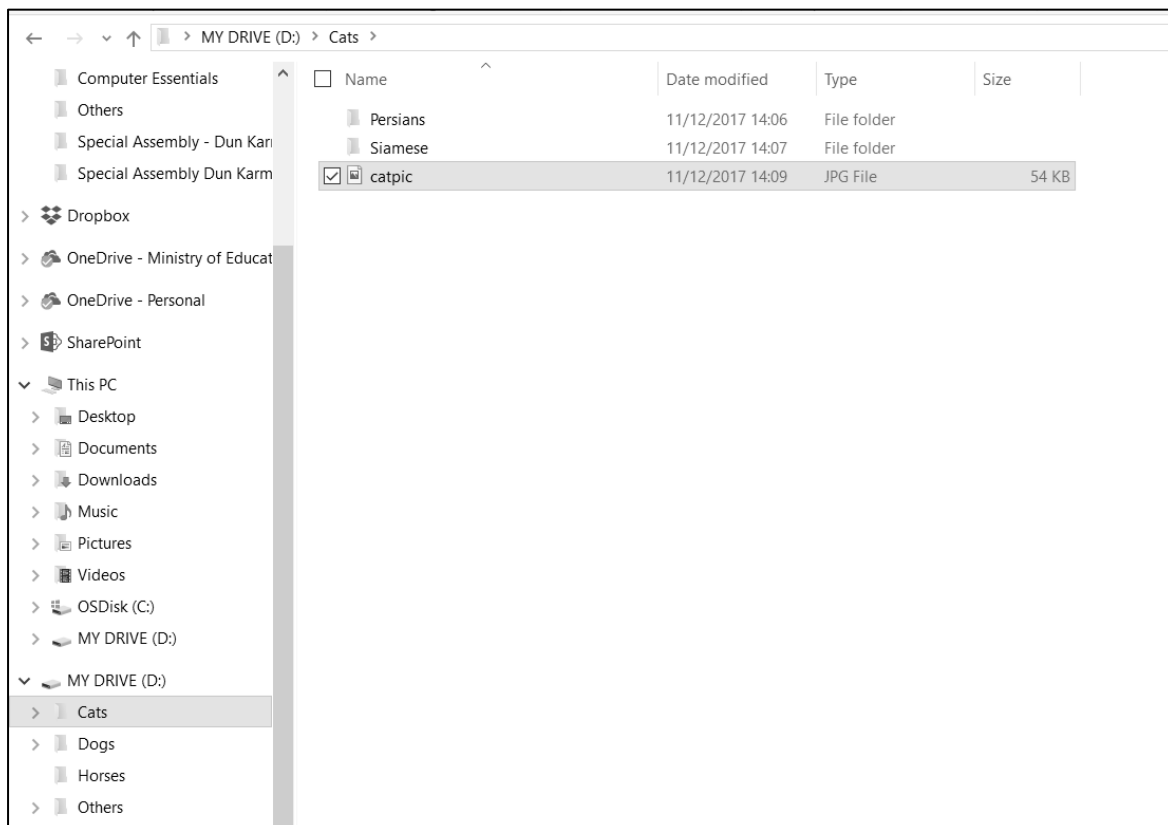 MY DRIVE (D:) > Cats >
Computer Essentials
Others
Special Assembly - Dun Kar
Special Assembly Dun Karm
Dropbox
OneDrive - Ministry of Educat
OneDrive - Personal
SharePoint
This PC
Desktop
Documents
Downloads
Music
Pictures
Videos
OSDisk (C:)
MY DRIVE (D:)
MY DRIVE (D:)
Cats
Dogs
Horses
Others
Name Date modified Type Size
Persians 11/12/2017 14:06 File folder
Siamese 11/12/2017 14:07 File folder
catpic 11/12/2017 14:09 JPG File 54 KB